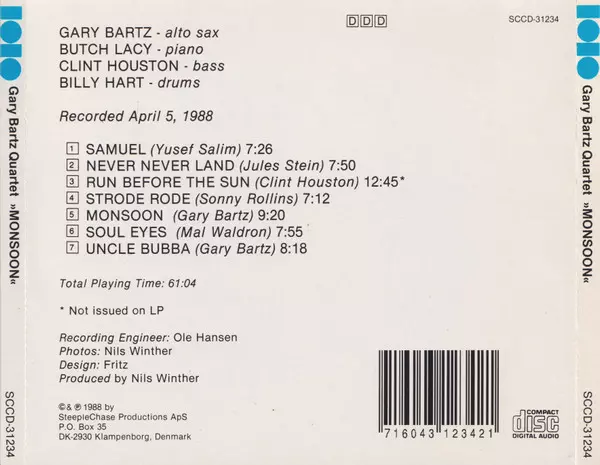 GARY BARTZ - alto sax
BUTCH LACY - piano
CLINT HOUSTON - bass
BILLY HART - drums
DDD
SCCD-31234
Recorded April 5, 1988
1 SAMUEL (Yusef Salim) 7:26
2 NEVER NEVER LAND (Jules Stein) 7:50
3 RUN BEFORE THE SUN (Clint Houston) 12:45*
4 STRODE RODE (Sonny Rollins) 7:12
5 MONSOON (Gary Bartz) 9:20
6 SOUL EYES (Mal Waldron) 7:55
7 UNCLE BUBBA (Gary Bartz) 8:18
Total Playing Time: 61:04
* Not issued on LP
Recording Engineer: Ole Hansen
Photos: Nils Winther
Design: Fritz
Produced by Nils Winther
©& ℗ 1988 by
SteepleChase Productions ApS
P.O. Box 35
DK-2930 Klampenborg, Denmark
716043 123421
COMPACT
disc
DIGITAL AUDIO
Gary Bartz Quartet »MONSOON«
SCCD-31234
Gary Bartz Quartet »MONSOON«
SCCD-31234